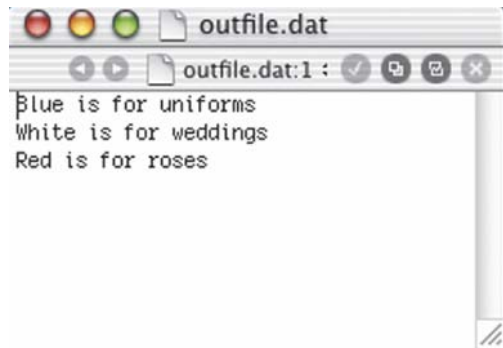 outfile.dat
outfile.dat:1
Blue is for uniforms
White is for weddings
Red is for roses